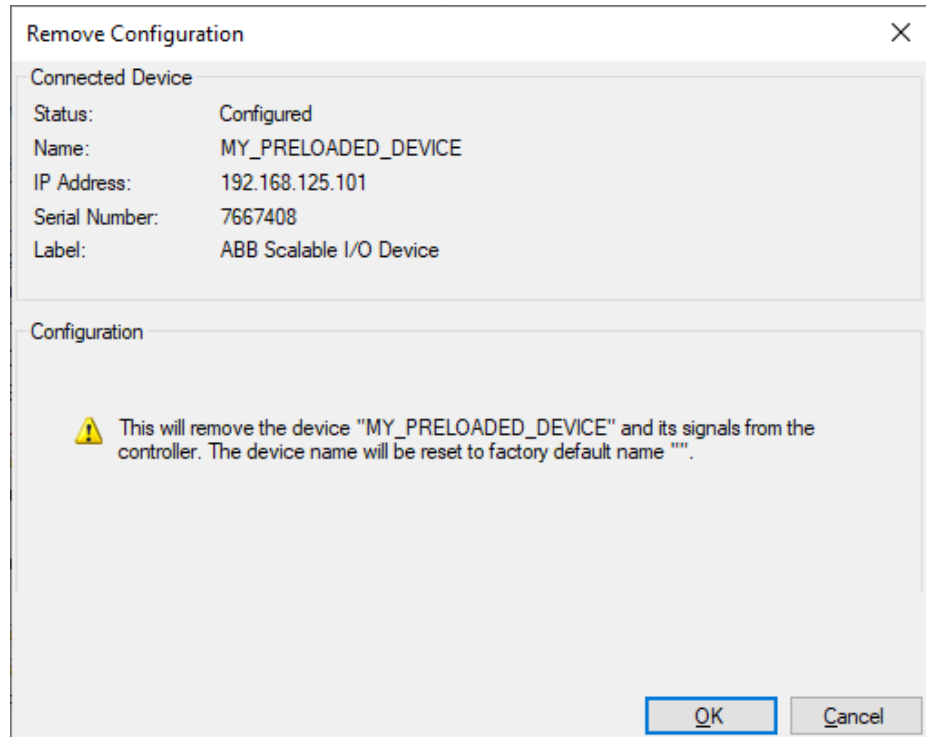 Remove Configuration
Connected Device
Status: Configured
Name: MY_PRELOADED_DEVICE
IP Address: 192.168.125.101
Serial Number: 7667408
Label: ABB Scalable I/O Device
Configuration
This will remove the device "MY_PRELOADED_DEVICE" and its signals from the
controller. The device name will be reset to factory default name "".
OK Cancel